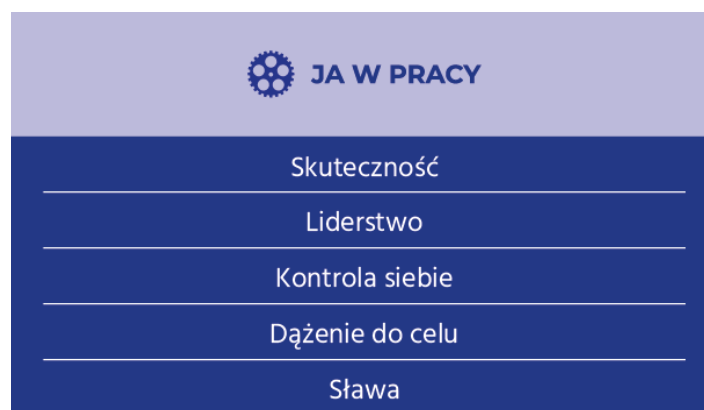 JA W PRACY
Skuteczność
Liderstwo
Kontrola siebie
Dążenie do celu
Sława